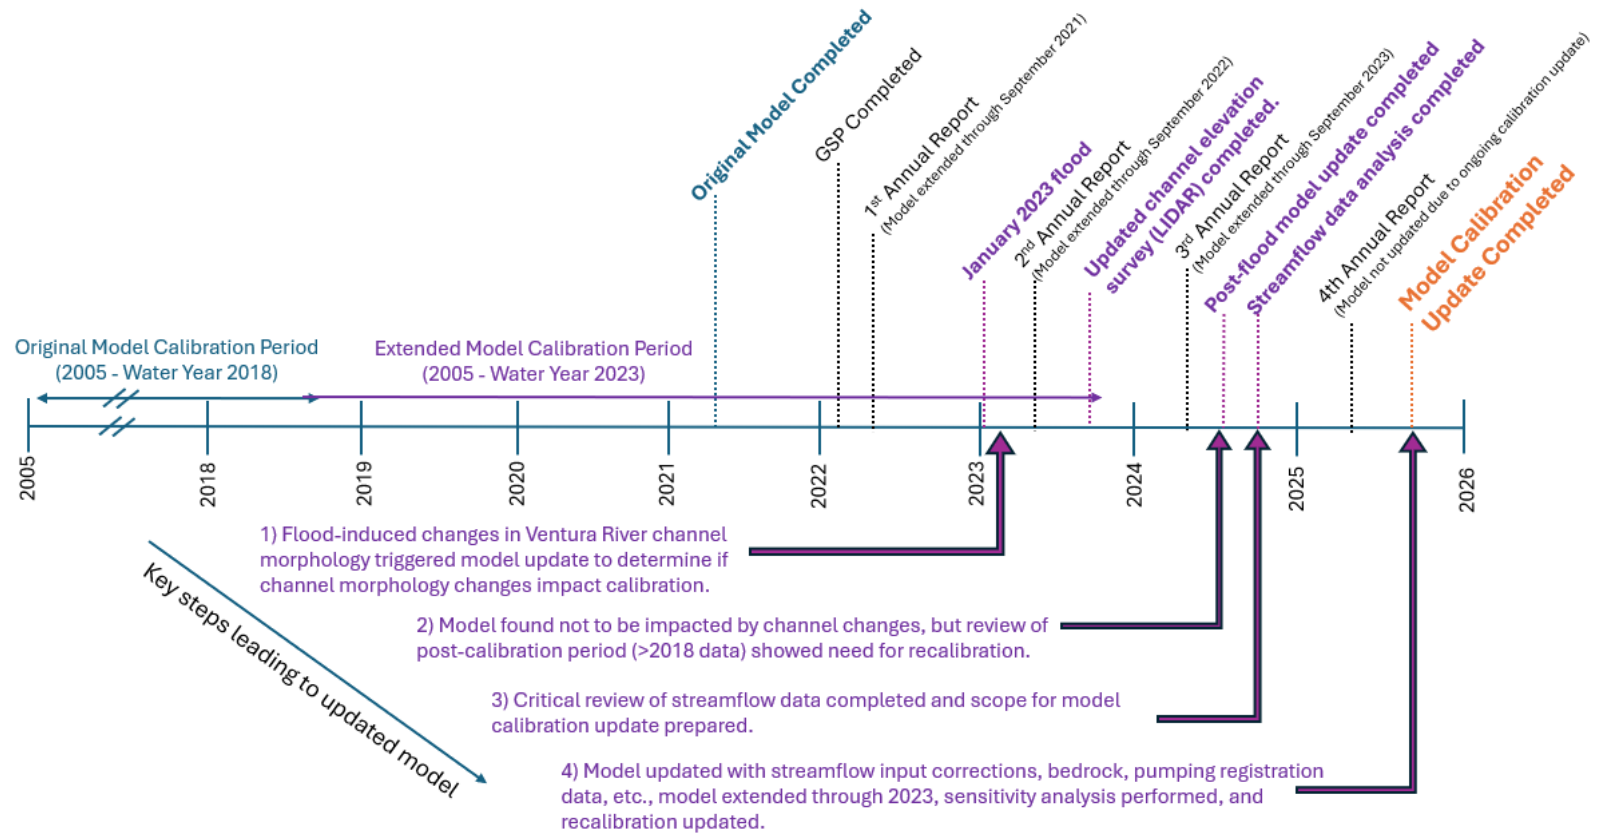 Original Model Completed
GSP Completed
1st Annual Report
(Model extended through September 2021)
January 2023 flood
2nd Annual Report
(Model extended through September 2022)
Updated channel elevation
survey (LIDAR) completed.
3rd Annual Report
(Model extended through September 2023)
Post-flood model update completed
Streamflow data analysis completed
4th Annual Report
(Model not updated due to ongoing calibration update)
Model Calibration
Update Completed
Original Model Calibration Period
(2005 - Water Year 2018)
Extended Model Calibration Period
(2005 - Water Year 2023)
2005
2018
2019
2020
2021
2022
2023
2024
2025
2026
Key steps leading to updated model
1) Flood-induced changes in Ventura River channel
morphology triggered model update to determine if
channel morphology changes impact calibration.
2) Model found not to be impacted by channel changes, but review of
post-calibration period (>2018 data) showed need for recalibration.
3) Critical review of streamflow data completed and scope for model
calibration update prepared.
4) Model updated with streamflow input corrections, bedrock, pumping registration
data, etc., model extended through 2023, sensitivity analysis performed, and
recalibration updated.